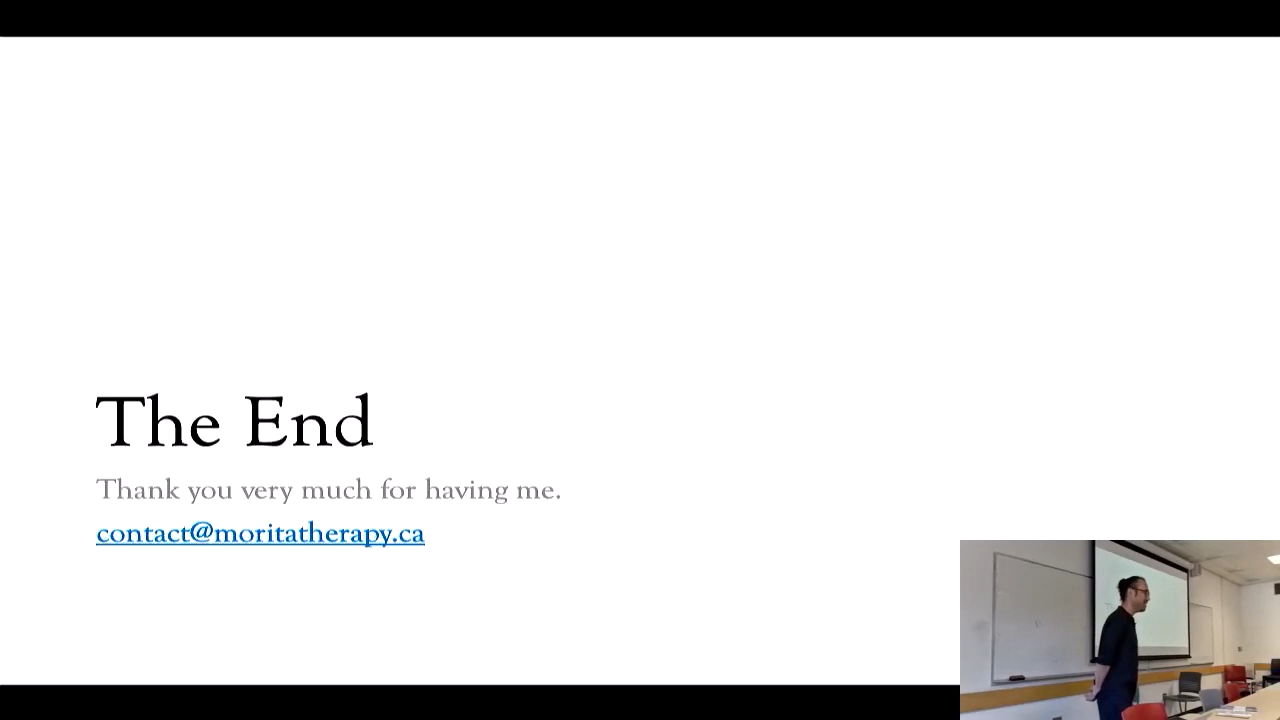 The End
Thank you very much for having me.
contact@moritatherapy.ca